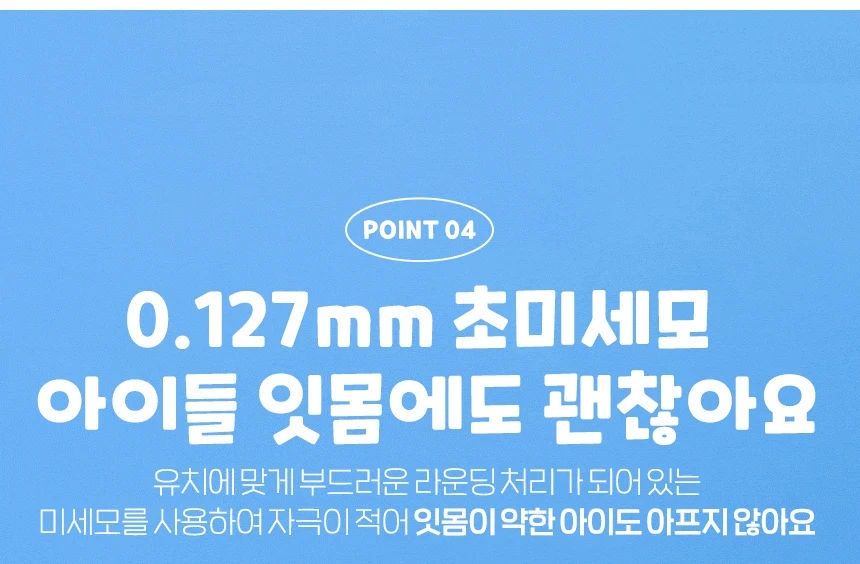 POINT 04
0.127mm 초미세모
아이들 잇몸에도 괜찮아요
유치에 맞게 부드러운 라운딩 처리가 되어 있는
미세모를 사용하여 자극이 적어 잇몸이 약한 아이도 아프지 않아요